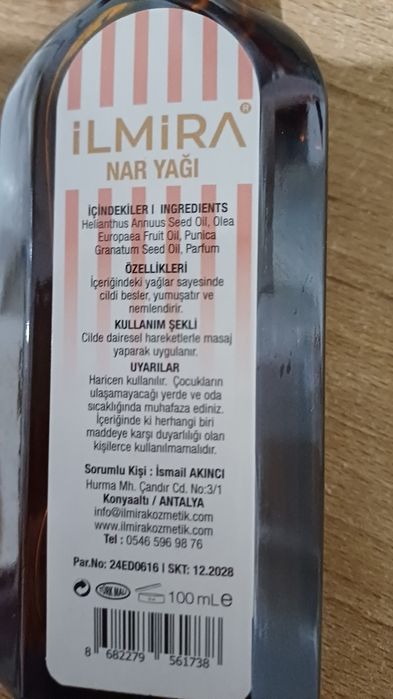 iLMiRA®
NAR YAĞI
İÇİNDEKİLER I INGREDIENTS
Helianthus Annuus Seed Oil, Olea
Europaea Fruit Oil, Punica
Granatum Seed Oil, Parfum
ÖZELLİKLERİ
İçeriğindeki yağlar sayesinde
cildi besler, yumuşatır ve
nemlendirir.
KULLANIM ŞEKLİ
Cilde dairesel hareketlerle masaj
yaparak uygulanır.
UYARILAR
Haricen kullanılır. Çocukların
ulaşamayacağı yerde ve oda
sıcaklığında muhafaza ediniz.
İçeriğinde ki herhangi biri
maddeye karşı duyarlılığı olan
kişilerce kullanılmamalıdır.
Sorumlu Kişi : İsmail AKINCI
Hurma Mh. Çandır Cd. No:3/1
Konyaaltı / ANTALYA
info@ilmirakozmetik.com
www.ilmirakozmetik.com
Tel : 0546 596 98 76
Par.No: 24ED0616 I SKT: 12.2028
TÜRK MALI 100 mL e
8 682279 561738